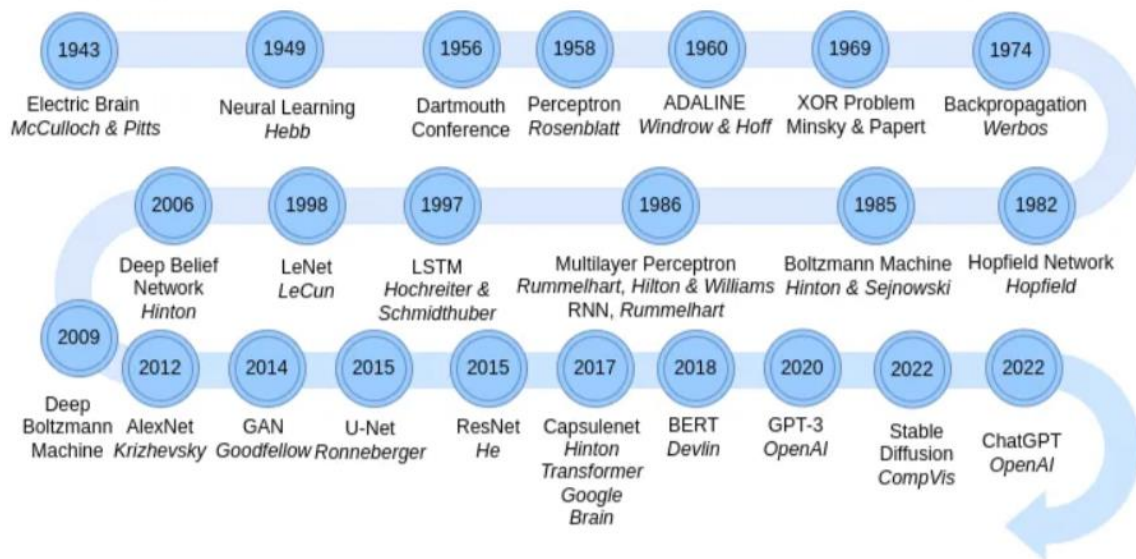 1943
Electric Brain
McCulloch & Pitts
1949
Neural Learning
Hebb
1956
Dartmouth
Conference
1958
Perceptron
Rosenblatt
1960
ADALINE
Windrow & Hoff
1969
XOR Problem
Minsky & Papert
1974
Backpropagation
Werbos
1982
Hopfield Network
Hopfield
1985
Boltzmann Machine
Hinton & Sejnowski
1986
Multilayer Perceptron
Rummelhart, Hilton & Williams
RNN, Rummelhart
1997
LSTM
Hochreiter &
Schmidthuber
1998
LeNet
LeCun
2006
Deep Belief
Network
Hinton
2009
Deep
Boltzmann
Machine
2012
AlexNet
Krizhevsky
2014
GAN
Goodfellow
2015
U-Net
Ronneberger
2015
ResNet
He
2017
Capsulenet
Hinton
Transformer
Google
Brain
2018
BERT
Devlin
2020
GPT-3
OpenAI
2022
Stable
Diffusion
CompVis
2022
ChatGPT
OpenAI